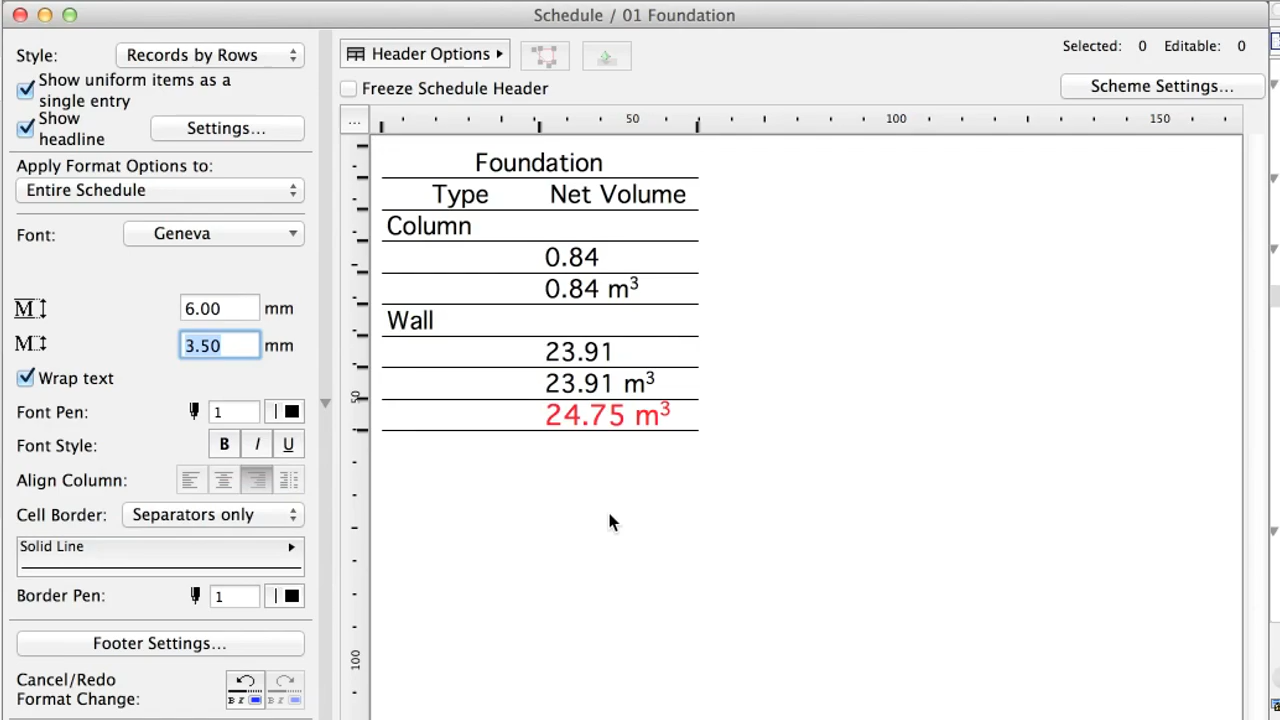 Schedule / 01 Foundation
Style: Records by Rows
Show uniform items as a single entry
Show headline Settings...
Apply Format Options to:
Entire Schedule
Font: Geneva
M 6.00 mm
M 3.50 mm
Wrap text
Font Pen: 1
Font Style: B I U
Align Column:
Cell Border: Separators only
Solid Line
Border Pen: 1
Footer Settings...
Cancel/Redo
Format Change: B I B I
Header Options
Selected: 0 Editable: 0
Freeze Schedule Header
Scheme Settings...
... 50 100 150
50
100
Foundation
Type Net Volume
Column
0.84
0.84 m³
Wall
23.91
23.91 m³
24.75 m³